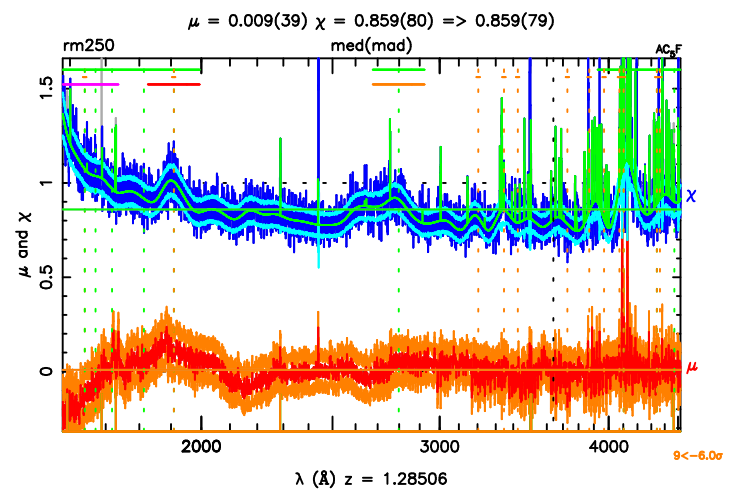 μ = 0.009(39) χ = 0.859(80) => 0.859(79)
rm250 med(mad) AC5F
1.5
1
0.5
0
μ and χ
χ
μ
2000 3000 4000
9<-6.0σ
λ (Å) z = 1.28506